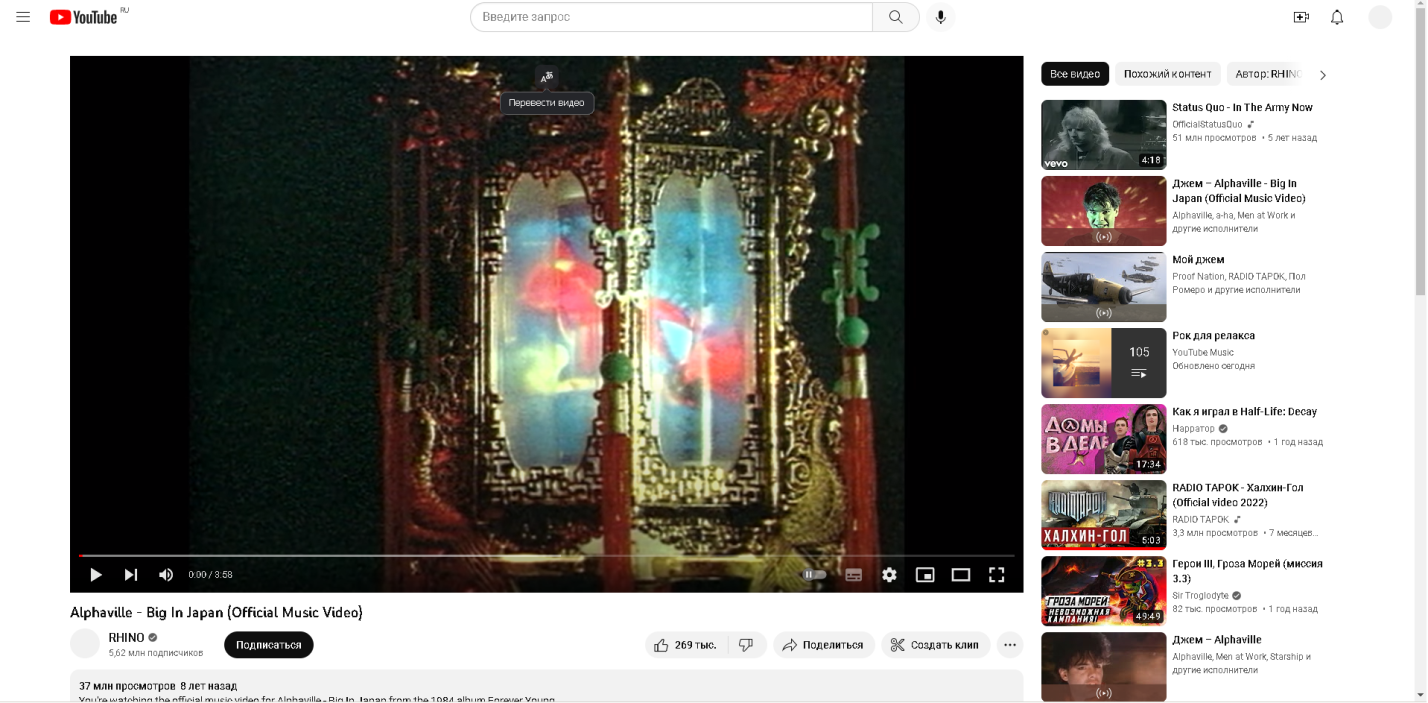 YouTube RU
Введите запрос
Перевести видео
0:00 / 3:58
Alphaville - Big In Japan (Official Music Video)
RHINO
5,62 млн подписчиков
Подписаться
269 тыс.
Поделиться
Создать клип
37 млн просмотров 8 лет назад
You're watching the official music video for Alphaville - Big In Japan from the 1984 album Forever Young
Все видео
Похожий контент
Автор: RHINO
Status Quo - In The Army Now
OfficialStatusQuo
51 млн просмотров • 5 лет назад
vevo
4:18
Джем – Alphaville - Big In
Japan (Official Music Video)
Alphaville, a-ha, Men at Work и
другие исполнители
Мой джем
Proof Nation, RADIO TAPOK, Пол
Ромеро и другие исполнители
Рок для релакса
YouTube Music
Обновлено сегодня
105
Как я играл в Half-Life: Decay
Нарратор
618 тыс. просмотров • 1 год назад
ДΛМЫ
В ДЕЛЕ
17:34
RADIO TAPOK - Халхин-Гол
(Official video 2022)
RADIO TAPOK
3,3 млн просмотров • 7 месяцев...
RADIO TAPOK
ХАЛХИН-ГОЛ
5:03
Герои III, Гроза Морей (миссия
3.3)
Sir Troglodyte
82 тыс. просмотров • 1 год назад
#3.3
ГРОЗА МОРЕЙ
НЕВОЗМОЖНАЯ
КАМПАНИЯ!
49:49
Джем – Alphaville
Alphaville, Men at Work, Starship и
другие исполнители